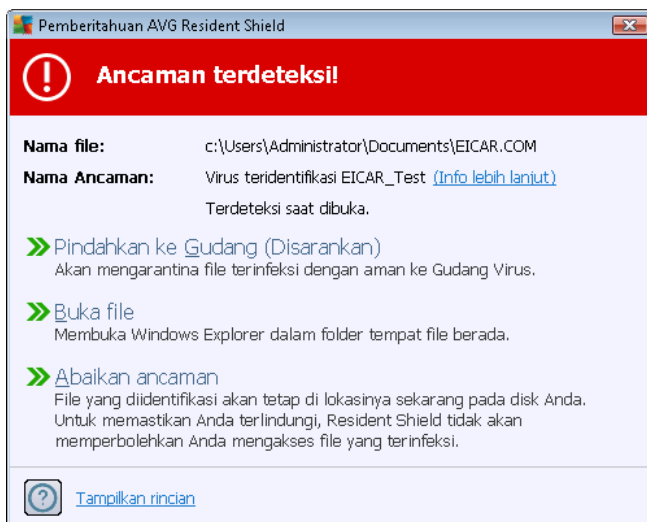 Pemberitahuan AVG Resident Shield
Ancaman terdeteksi!
Nama file: c:\Users\Administrator\Documents\EICAR.COM
Nama Ancaman: Virus teridentifikasi EICAR_Test (Info lebih lanjut)
Terdeteksi saat dibuka.
Pindahkan ke Gudang (Disarankan)
Akan mengarantina file terinfeksi dengan aman ke Gudang Virus.
Buka file
Membuka Windows Explorer dalam folder tempat file berada.
Abaikan ancaman
File yang diidentifikasi akan tetap di lokasinya sekarang pada disk Anda.
Untuk memastikan Anda terlindungi, Resident Shield tidak akan
memperbolehkan Anda mengakses file yang terinfeksi.
Tampilkan rincian